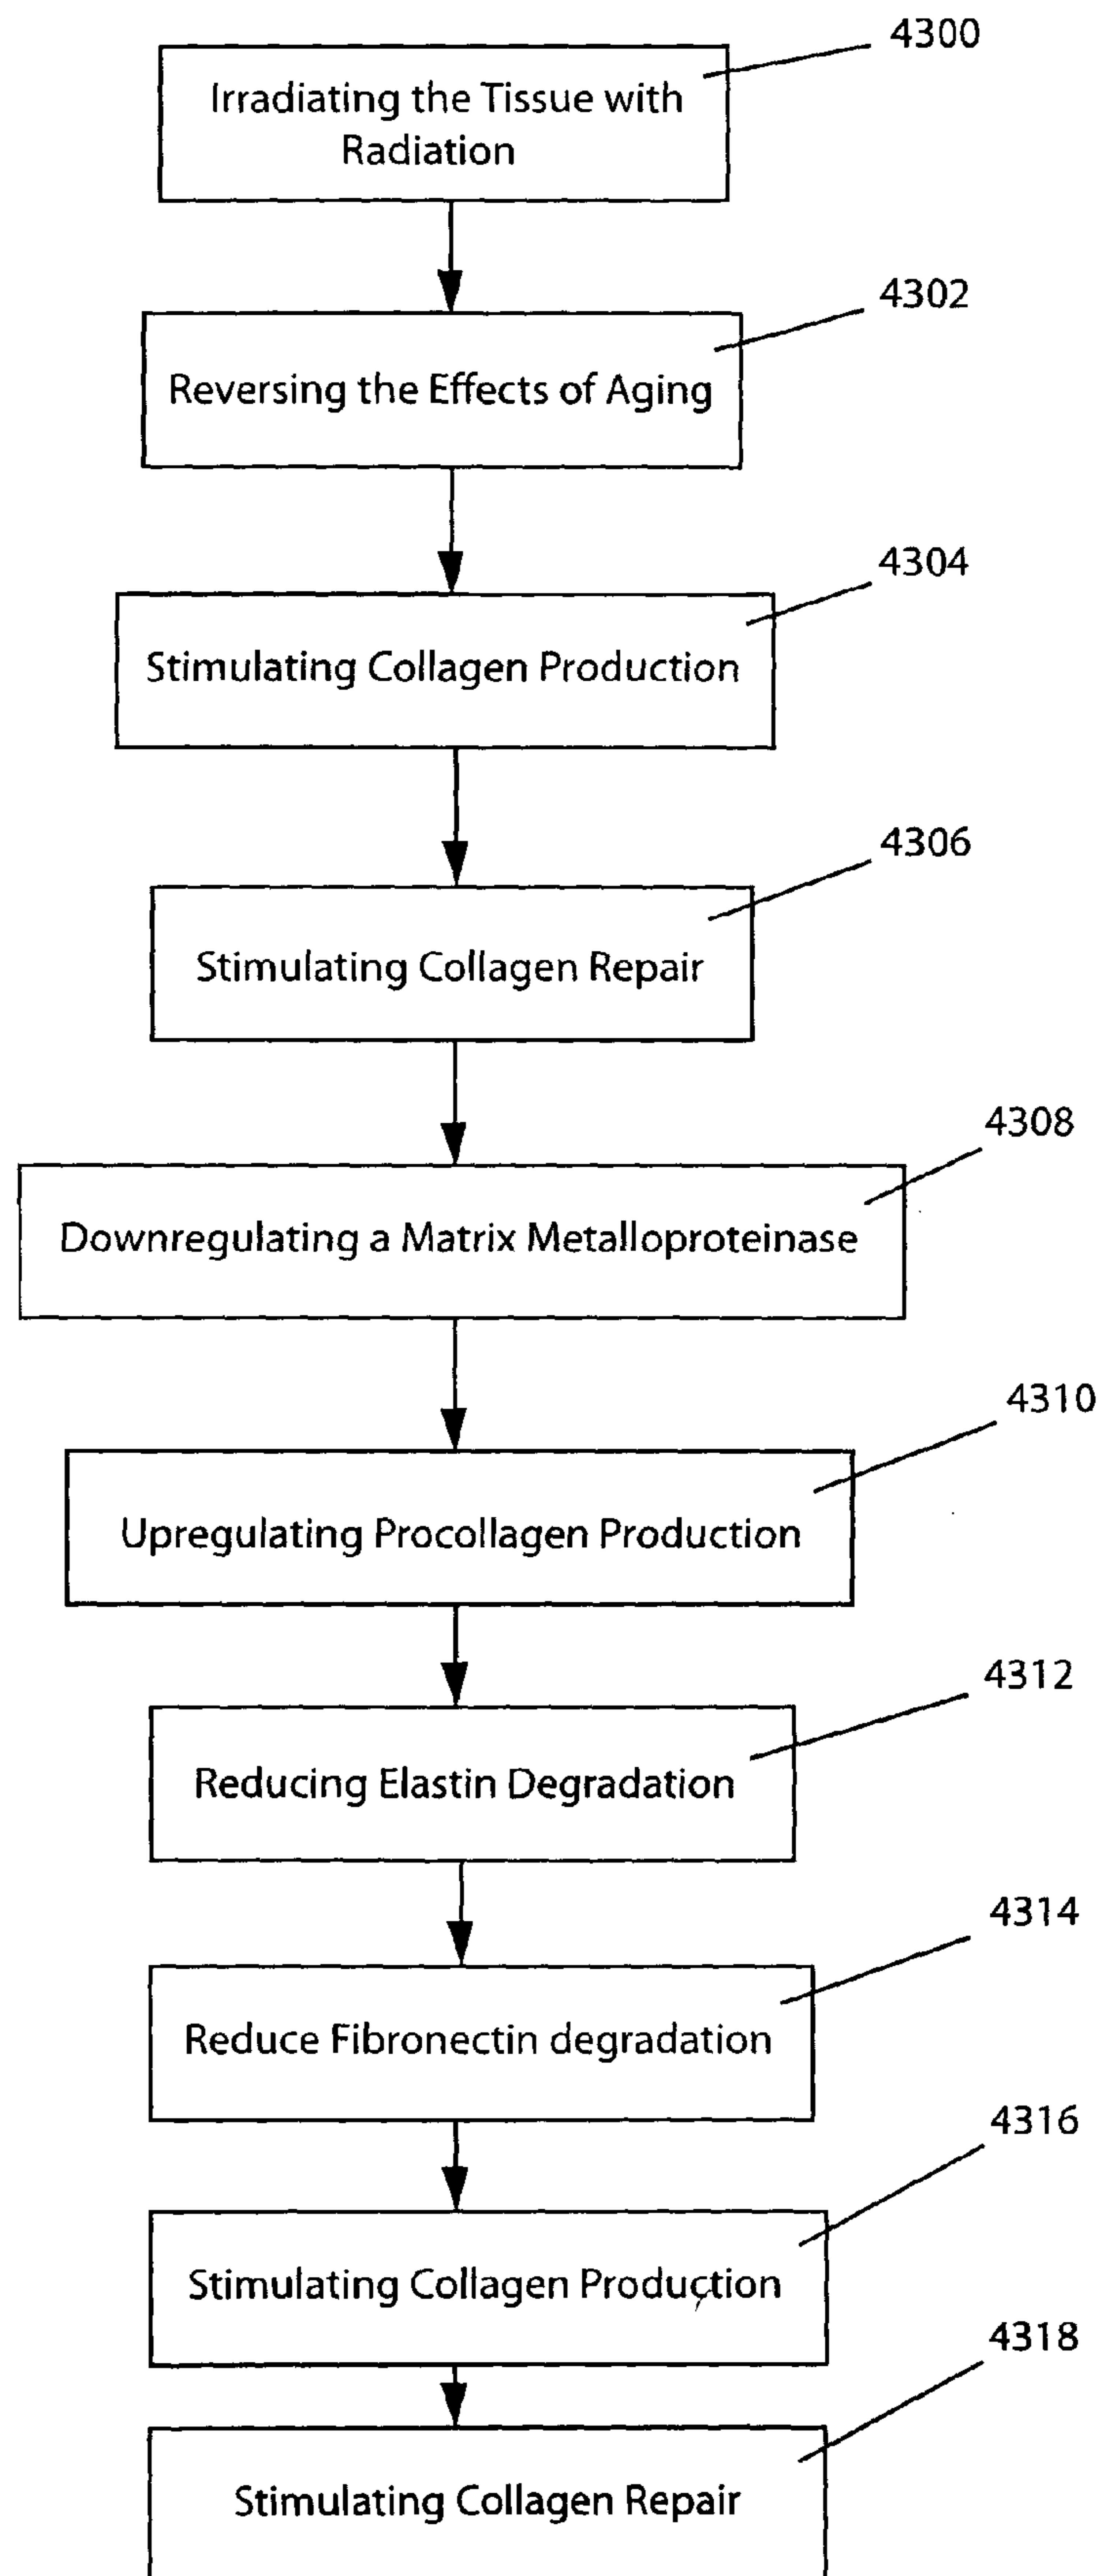 4300
Irradiating the Tissue with
Radiation
4302
Reversing the Effects of Aging
4304
Stimulating Collagen Production
4306
Stimulating Collagen Repair
4308
Downregulating a Matrix Metalloproteinase
4310
Upregulating Procollagen Production
4312
Reducing Elastin Degradation
4314
Reduce Fibronectin degradation
4316
Stimulating Collagen Production
4318
Stimulating Collagen Repair